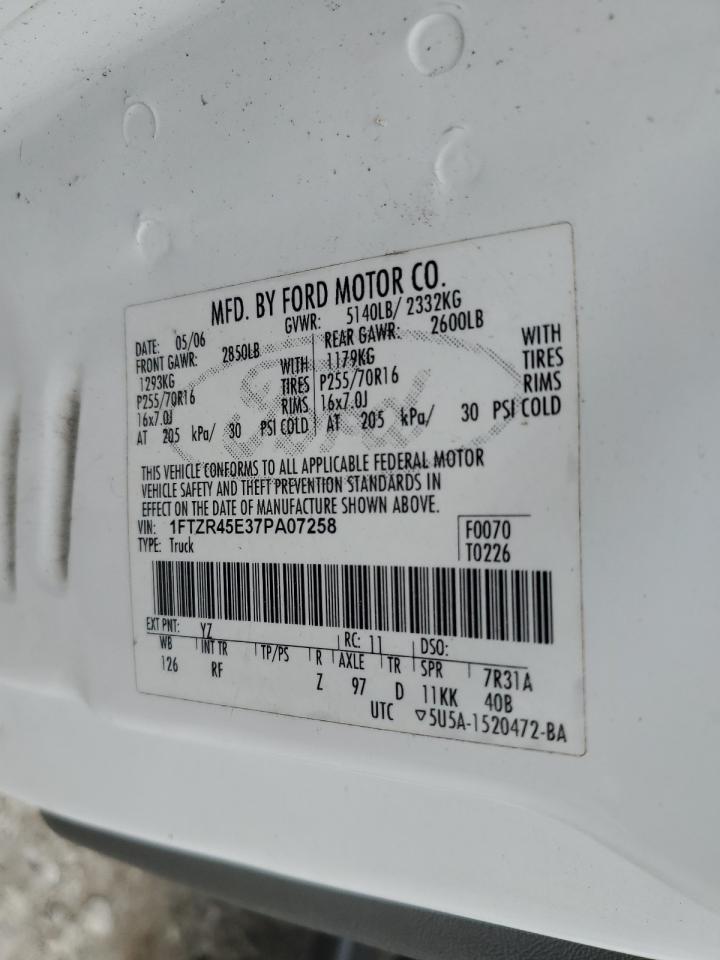 MFD. BY FORD MOTOR CO.
DATE: 05/06 GVWR: 5140LB/ 2332KG
FRONT GAWR: 2850LB REAR GAWR: 2600LB
1293KG WITH 1179KG WITH
P255/70R16 TIRES P255/70R16 TIRES
16x7.0J RIMS 16x7.0J RIMS
AT 205 kPa/ 30 PSI COLD AT 205 kPa/ 30 PSI COLD
Ford
THIS VEHICLE CONFORMS TO ALL APPLICABLE FEDERAL MOTOR
VEHICLE SAFETY AND THEFT PREVENTION STANDARDS IN
EFFECT ON THE DATE OF MANUFACTURE SHOWN ABOVE.
VIN: 1FTZR45E37PA07258 F0070
TYPE: Truck T0226
EXT PNT: YZ RC: 11 DSO:
WB INT TR TP/PS R AXLE TR SPR 7R31A
126 RF Z 97 D 11KK 40B
UTC ▽5U5A-1520472-BA